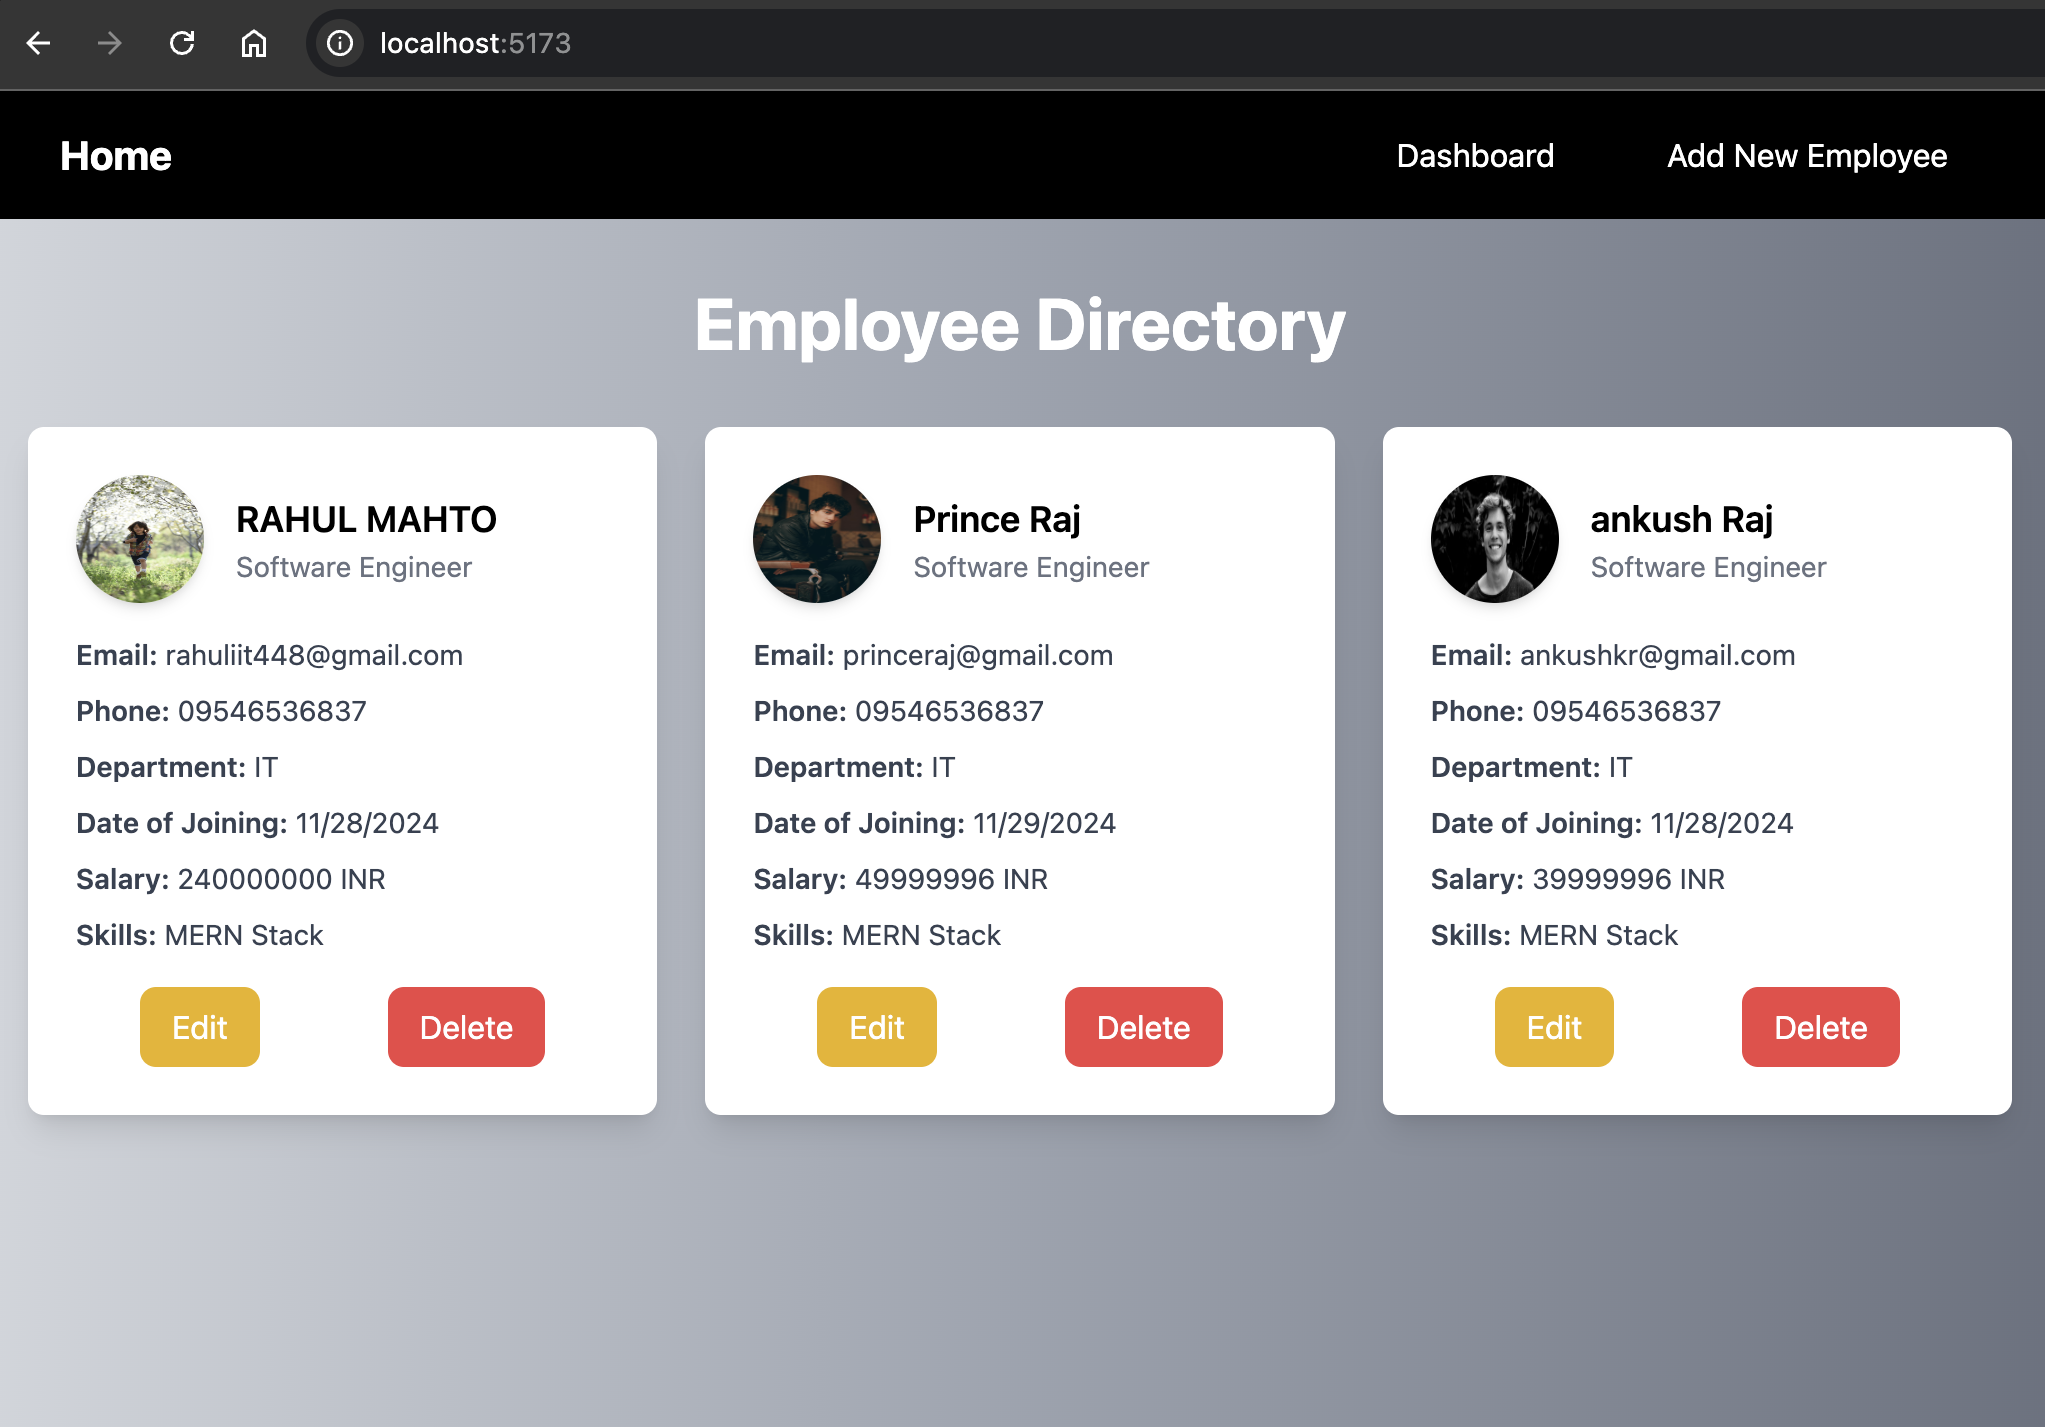 localhost:5173
Home Dashboard Add New Employee
Employee Directory
RAHUL MAHTO
Software Engineer
Email: rahuliit448@gmail.com
Phone: 09546536837
Department: IT
Date of Joining: 11/28/2024
Salary: 240000000 INR
Skills: MERN Stack
Edit Delete
Prince Raj
Software Engineer
Email: princeraj@gmail.com
Phone: 09546536837
Department: IT
Date of Joining: 11/29/2024
Salary: 49999996 INR
Skills: MERN Stack
Edit Delete
ankush Raj
Software Engineer
Email: ankushkr@gmail.com
Phone: 09546536837
Department: IT
Date of Joining: 11/28/2024
Salary: 39999996 INR
Skills: MERN Stack
Edit Delete